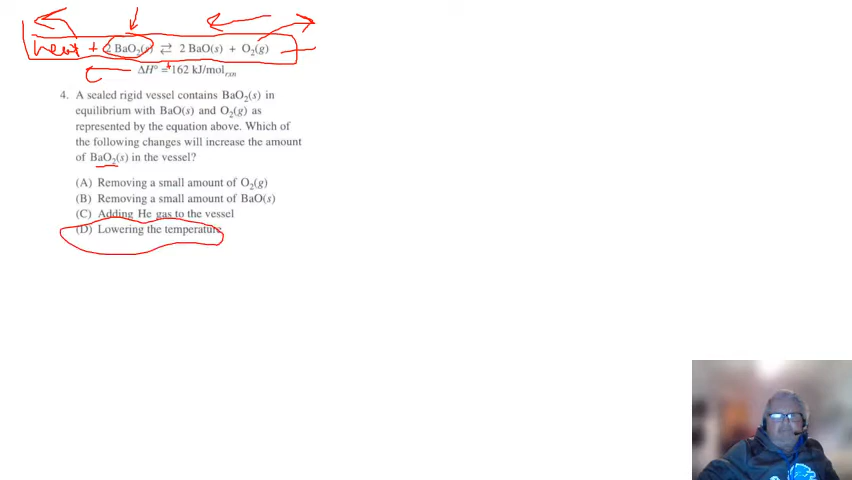 heat + 2 BaO₂(s) ⇄ 2 BaO(s) + O₂(g)
ΔH° = +162 kJ/molᵣₓₙ
4. A sealed rigid vessel contains BaO₂(s) in
equilibrium with BaO(s) and O₂(g) as
represented by the equation above. Which of
the following changes will increase the amount
of BaO₂(s) in the vessel?
(A) Removing a small amount of O₂(g)
(B) Removing a small amount of BaO(s)
(C) Adding He gas to the vessel
(D) Lowering the temperature